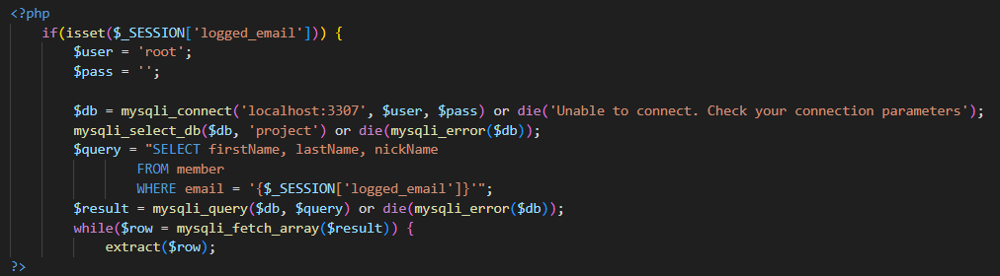 <?php
    if(isset($_SESSION['logged_email'])) {
        $user = 'root';
        $pass = '';

        $db = mysqli_connect('localhost:3307', $user, $pass) or die('Unable to connect. Check your connection parameters');
        mysqli_select_db($db, 'project') or die(mysqli_error($db));
        $query = "SELECT firstName, lastName, nickName
                FROM member
                WHERE email = '{$_SESSION['logged_email']}'";
        $result = mysqli_query($db, $query) or die(mysqli_error($db));
        while($row = mysqli_fetch_array($result)) {
            extract($row);
?>